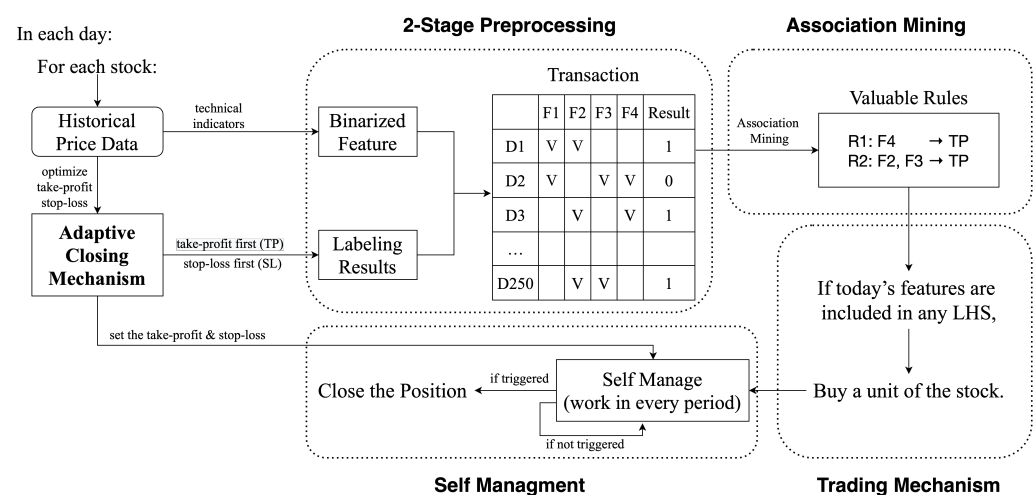 2-Stage Preprocessing
Association Mining
In each day:
For each stock:
Historical
Price Data
technical
indicators
Binarized
Feature
optimize
take-profit
stop-loss
Adaptive
Closing
Mechanism
take-profit first (TP)
stop-loss first (SL)
Labeling
Results
Transaction
F1 F2 F3 F4 Result
D1 V V 1
D2 V V V 0
D3 V V 1
...
D250 V V 1
Association
Mining
Valuable Rules
R1: F4 → TP
R2: F2, F3 → TP
If today's features are
included in any LHS,
Buy a unit of the stock.
set the take-profit & stop-loss
Self Manage
(work in every period)
if triggered
Close the Position
if not triggered
Self Managment
Trading Mechanism